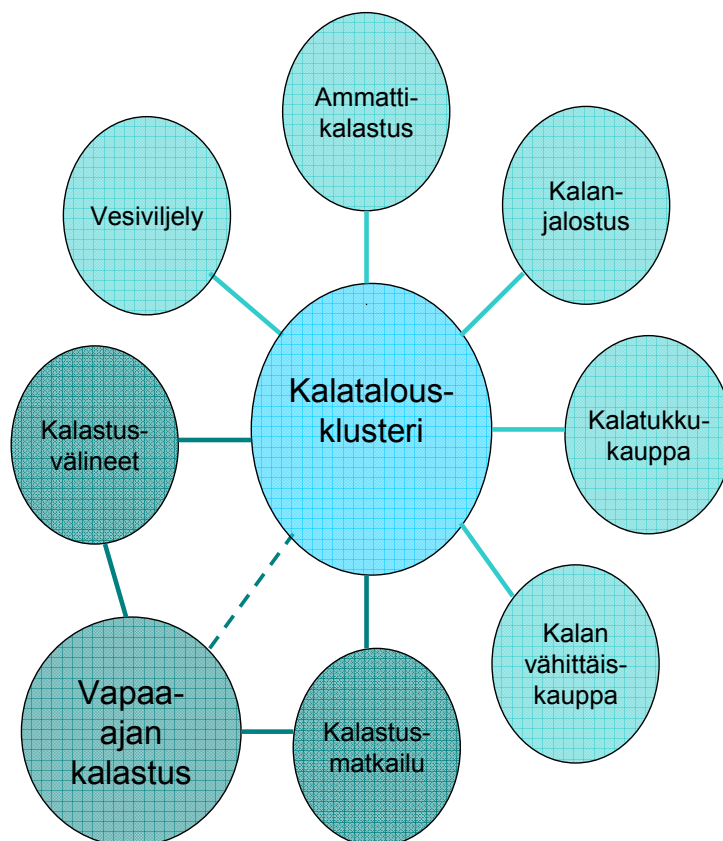 Ammatti-
kalastus
Kalan-
jalostus
Vesiviljely
Kalatalous-
klusteri
Kalatukku-
kauppa
Kalastus-
välineet
Kalan
vähittäis-
kauppa
Vapaa-
ajan
kalastus
Kalastus-
matkailu